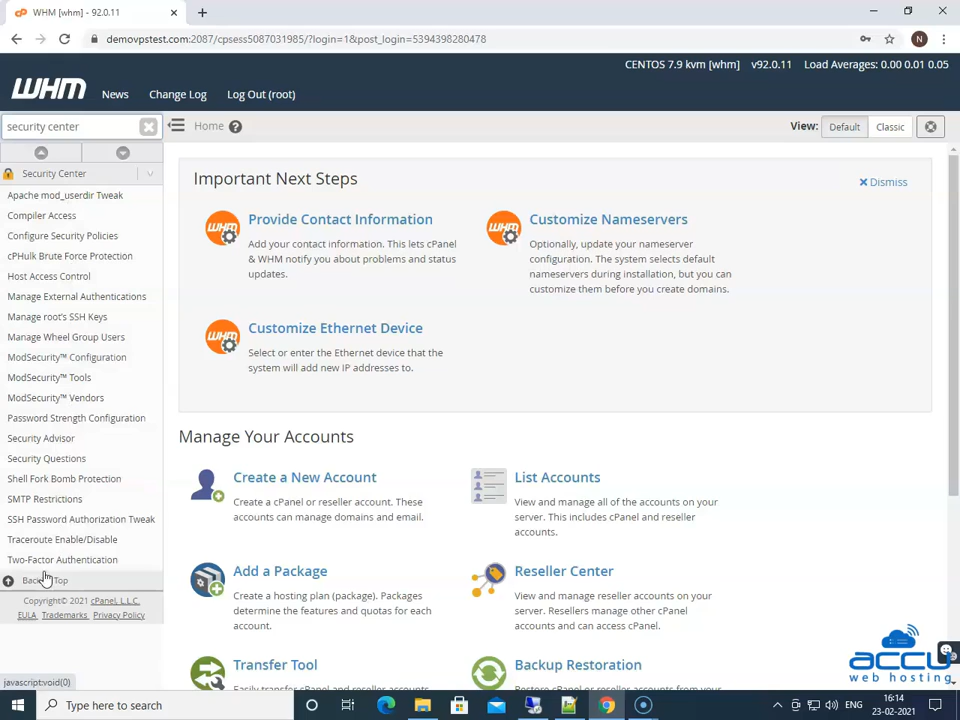 WHM [whm] - 92.0.11
demovpstest.com:2087/cpsess5087031985/?login=1&post_login=5394398280478
N
CENTOS 7.9 kvm [whm] v92.0.11 Load Averages: 0.00 0.01 0.05
WHM News Change Log Log Out (root)
security center
Home
View: Default Classic
Security Center
Apache mod_userdir Tweak
Compiler Access
Configure Security Policies
cPHulk Brute Force Protection
Host Access Control
Manage External Authentications
Manage root's SSH Keys
Manage Wheel Group Users
ModSecurity™ Configuration
ModSecurity™ Tools
ModSecurity™ Vendors
Password Strength Configuration
Security Advisor
Security Questions
Shell Fork Bomb Protection
SMTP Restrictions
SSH Password Authorization Tweak
Traceroute Enable/Disable
Two-Factor Authentication
Back to Top
Copyright© 2021 cPanel, L.L.C.
EULA Trademarks Privacy Policy
javascript:void(0)
Important Next Steps
Dismiss
Provide Contact Information
Add your contact information. This lets cPanel
& WHM notify you about problems and status
updates.
Customize Nameservers
Optionally, update your nameserver
configuration. The system selects default
nameservers during installation, but you can
customize them before you create domains.
Customize Ethernet Device
Select or enter the Ethernet device that the
system will add new IP addresses to.
Manage Your Accounts
Create a New Account
Create a cPanel or reseller account. These
accounts can manage domains and email.
List Accounts
View and manage all of the accounts on your
server. This includes cPanel and reseller
accounts.
Add a Package
Create a hosting plan (package). Packages
determine the features and quotas for each
account.
Reseller Center
View and manage reseller accounts on your
server. Resellers manage other cPanel
accounts and can access cPanel.
Transfer Tool
Backup Restoration
accu
web hosting
Type here to search
ENG
16:14
23-02-2021